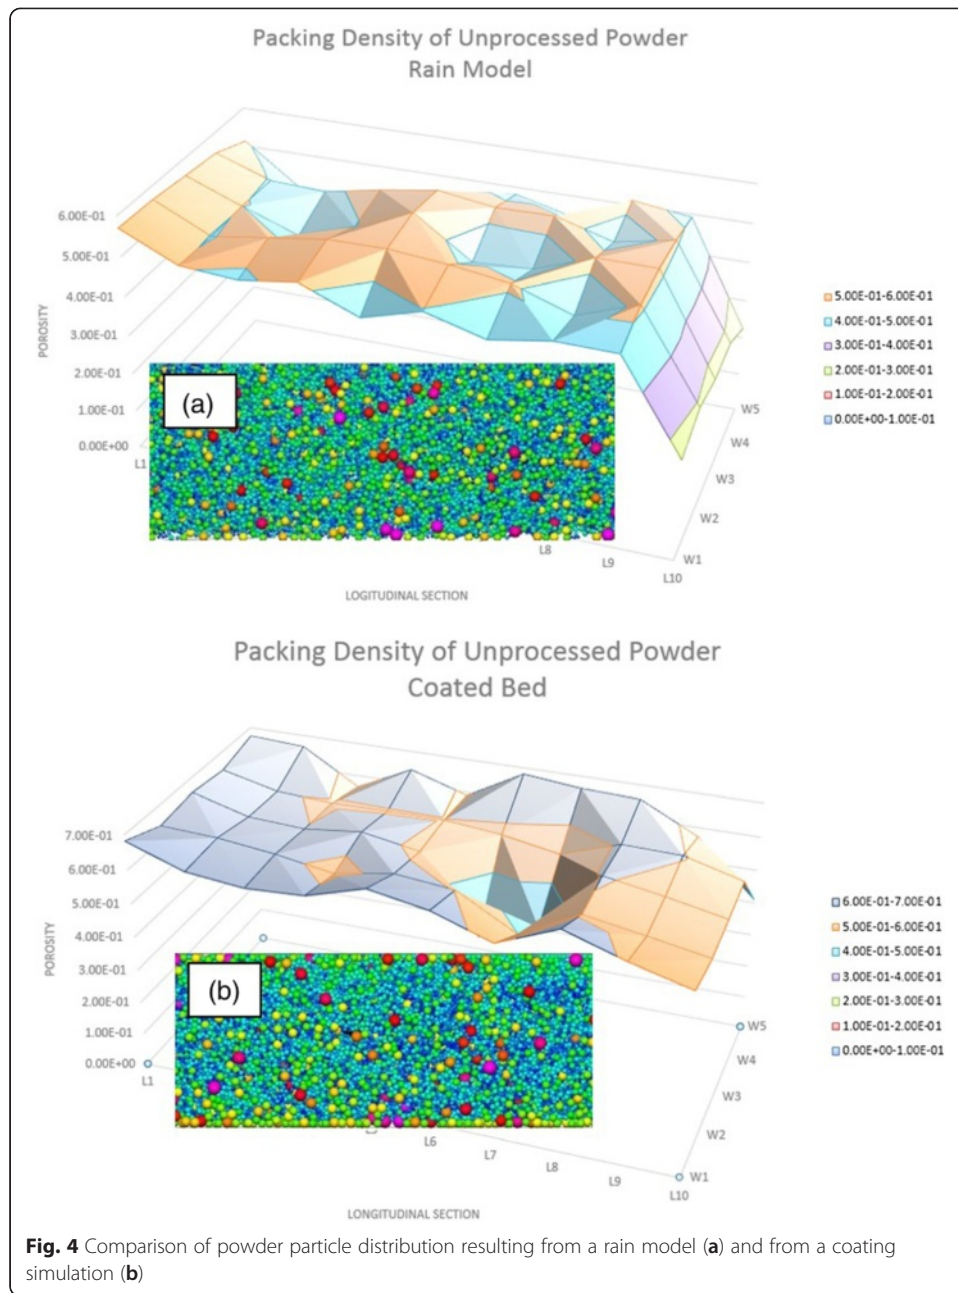 Packing Density of Unprocessed Powder
Rain Model
6.00E-01
5.00E-01
4.00E-01
3.00E-01
2.00E-01
1.00E-01
0.00E+00
POROSITY
(a)
L1
L8
L9
L10
W1
W2
W3
W4
W5
LOGITUDINAL SECTION
5.00E-01-6.00E-01
4.00E-01-5.00E-01
3.00E-01-4.00E-01
2.00E-01-3.00E-01
1.00E-01-2.00E-01
0.00E+00-1.00E-01
Packing Density of Unprocessed Powder
Coated Bed
7.00E-01
6.00E-01
5.00E-01
4.00E-01
3.00E-01
2.00E-01
1.00E-01
0.00E+00
POROSITY
(b)
L1
L6
L7
L8
L9
L10
W1
W2
W3
W4
W5
LONGITUDINAL SECTION
6.00E-01-7.00E-01
5.00E-01-6.00E-01
4.00E-01-5.00E-01
3.00E-01-4.00E-01
2.00E-01-3.00E-01
1.00E-01-2.00E-01
0.00E+00-1.00E-01
Fig. 4 Comparison of powder particle distribution resulting from a rain model (a) and from a coating
simulation (b)